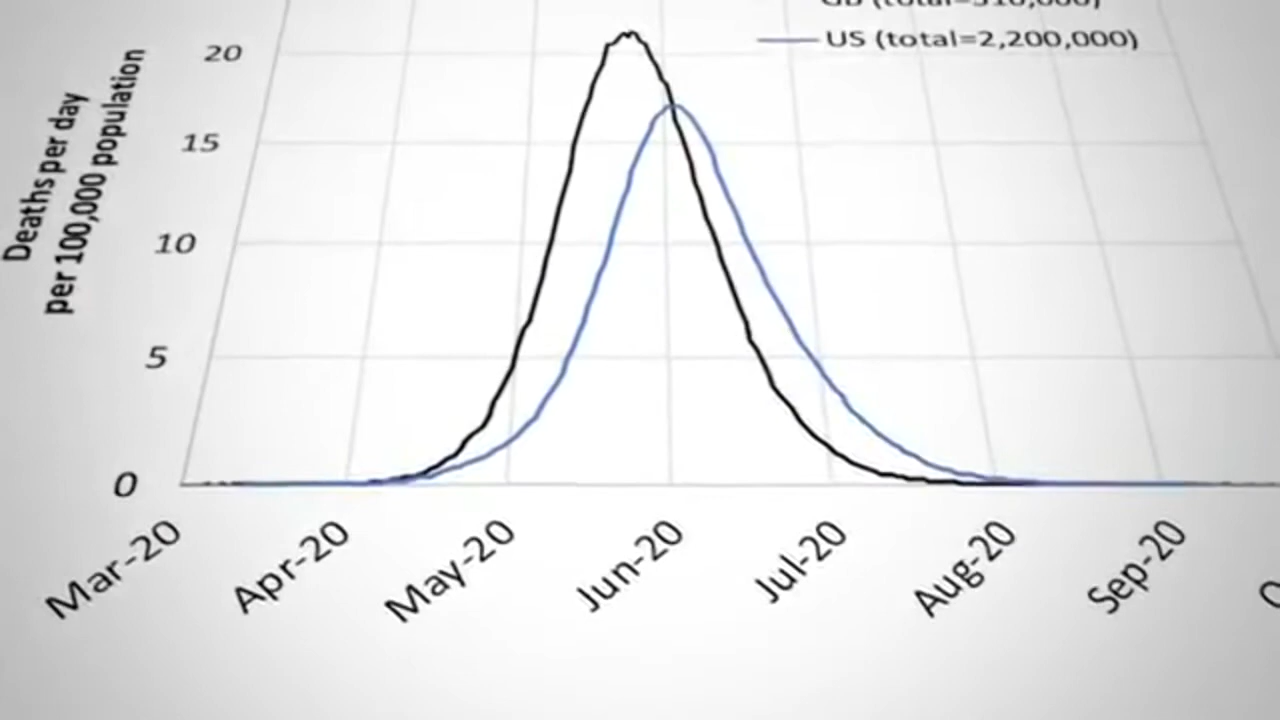 US (total=2,200,000)
Deaths per day
per 100,000 population
20
15
10
5
0
Mar-20
Apr-20
May-20
Jun-20
Jul-20
Aug-20
Sep-20